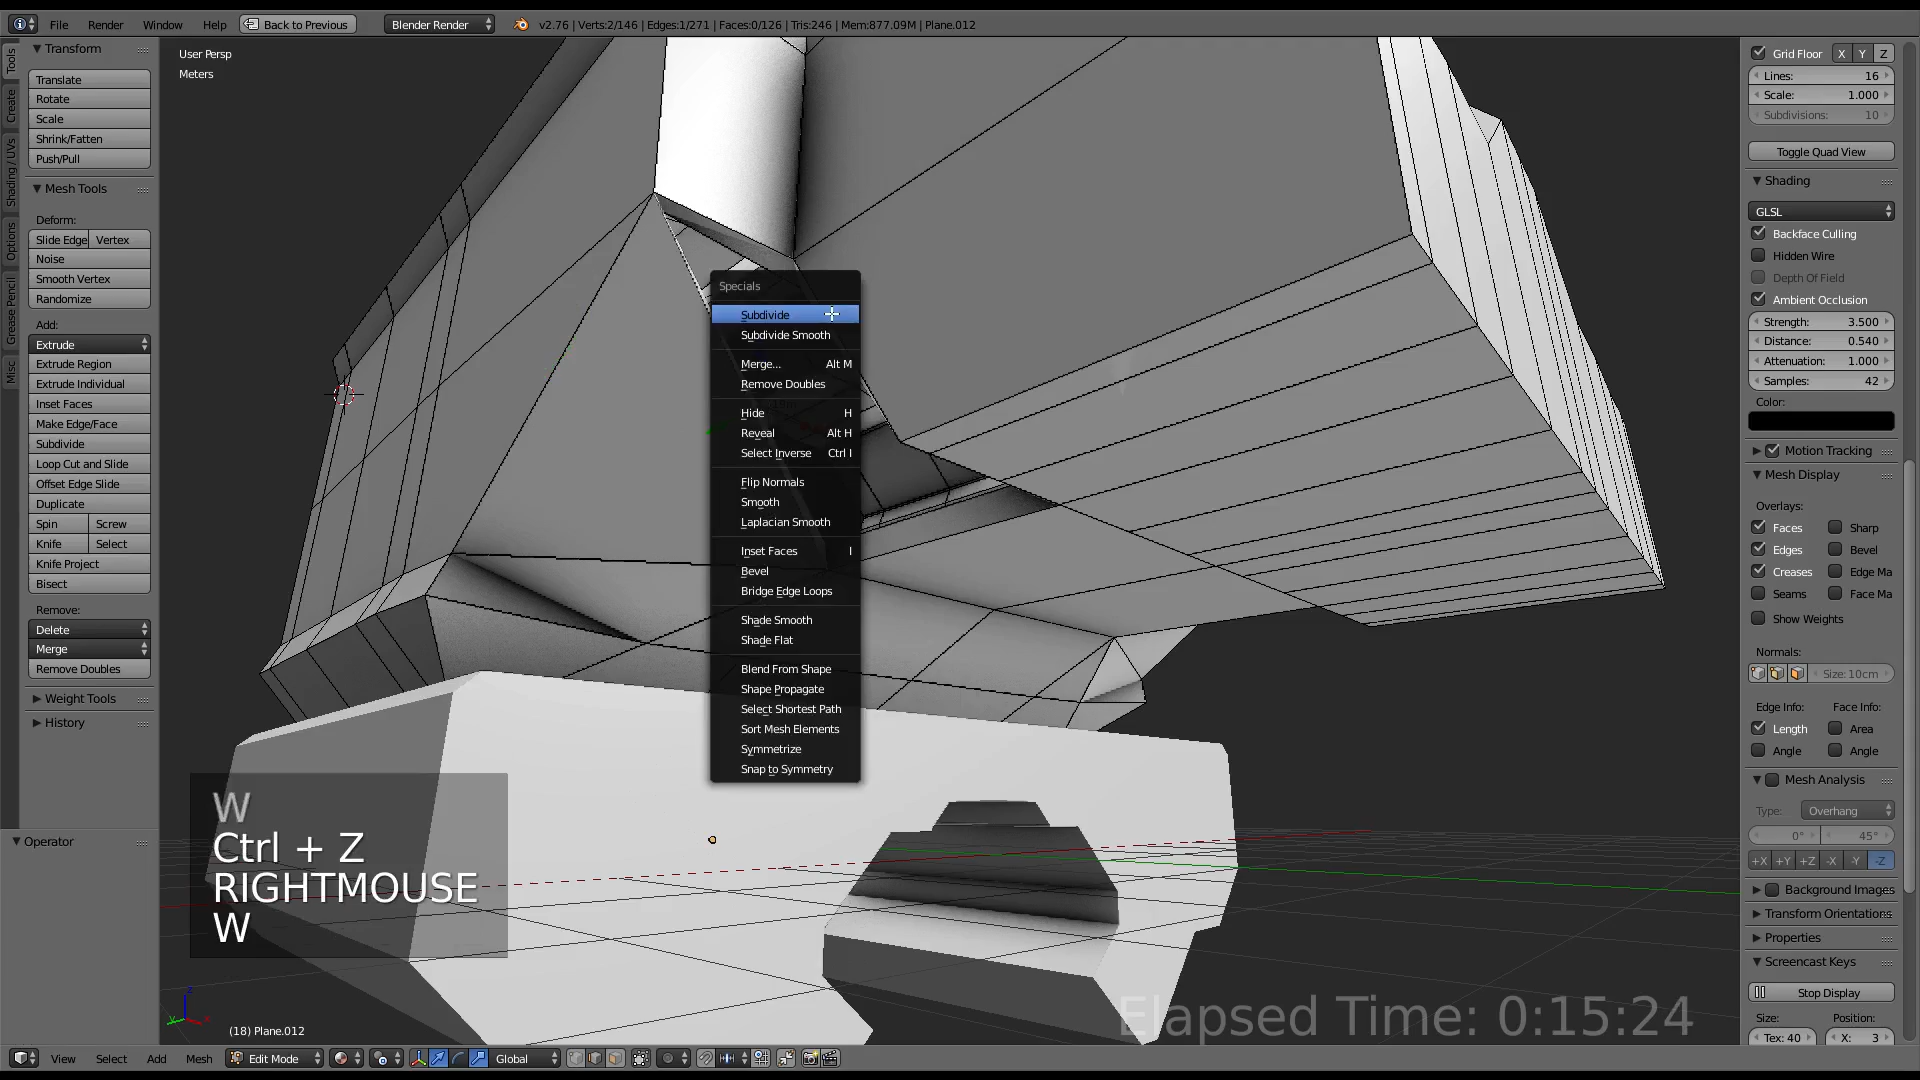 File Render Window Help Back to Previous Blender Render v2.76 | Verts:2/146 | Edges:1/271 | Faces:0/126 | Tris:246 | Mem:877.09M | Plane.012
Tools
Create
Shading / UVs
Options
Grease Pencil
Misc
Transform
Translate
Rotate
Scale
Shrink/Fatten
Push/Pull
Mesh Tools
Deform:
Slide Edge Vertex
Noise
Smooth Vertex
Randomize
Add:
Extrude
Extrude Region
Extrude Individual
Inset Faces
Make Edge/Face
Subdivide
Loop Cut and Slide
Offset Edge Slide
Duplicate
Spin Screw
Knife Select
Knife Project
Bisect
Remove:
Delete
Merge
Remove Doubles
Weight Tools
History
Operator
User Persp
Meters
Specials
Subdivide
Subdivide Smooth
Merge... Alt M
Remove Doubles
Hide H
Reveal Alt H
Select Inverse Ctrl I
Flip Normals
Smooth
Laplacian Smooth
Inset Faces I
Bevel
Bridge Edge Loops
Shade Smooth
Shade Flat
Blend From Shape
Shape Propagate
Select Shortest Path
Sort Mesh Elements
Symmetrize
Snap to Symmetry
W
Ctrl + Z
RIGHTMOUSE
W
z
y x
(18) Plane.012
Elapsed Time: 0:15:24
Grid Floor X Y Z
Lines: 16
Scale: 1.000
Subdivisions: 10
Toggle Quad View
Shading
GLSL
Backface Culling
Hidden Wire
Depth Of Field
Ambient Occlusion
Strength: 3.500
Distance: 0.540
Attenuation: 1.000
Samples: 42
Color:
Motion Tracking
Mesh Display
Overlays:
Faces Sharp
Edges Bevel
Creases Edge Ma
Seams Face Ma
Show Weights
Normals:
Size: 10cm
Edge Info: Face Info:
Length Area
Angle Angle
Mesh Analysis
Type: Overhang
0° 45°
+X +Y +Z -X -Y -Z
Background Images
Transform Orientations
Properties
Screencast Keys
Stop Display
Size: Position:
Tex: 40 X: 3
View Select Add Mesh Edit Mode Global